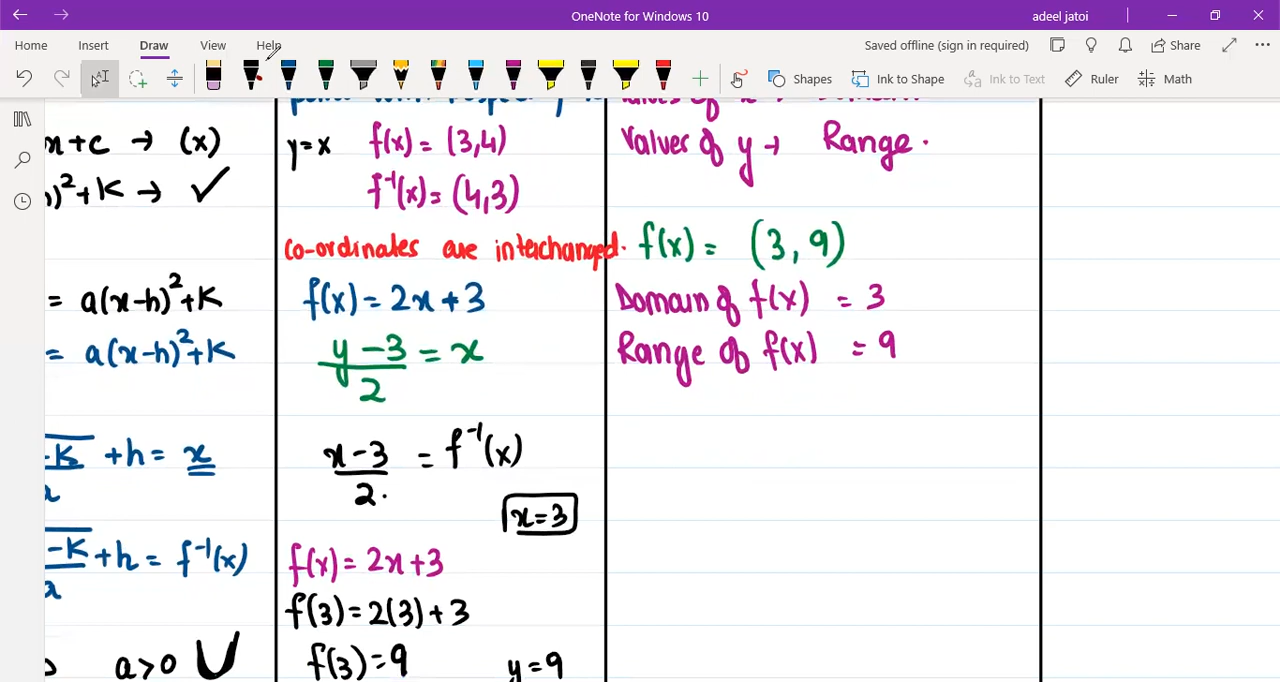 OneNote for Windows 10
adeel jatoi
Home Insert Draw View Help
Saved offline (sign in required)
Share
Shapes
Ink to Shape
Ink to Text
Ruler
Math
x+c → (x)
)²+K → ✓
= a(x-h)²+K
= a(x-h)²+K
-K +h = x
-K +h = f⁻¹(x)
a>0
y=x f(x) = (3,4)
f⁻¹(x) = (4,3)
co-ordinates are interchanged.
f(x) = 2x+3
y-3/2 = x
x-3/2 = f⁻¹(x)
x=3
f(x) = 2x+3
f(3) = 2(3)+3
f(3) = 9 y=9
Values of y → Range.
f(x) = (3,9)
Domain of f(x) = 3
Range of f(x) = 9